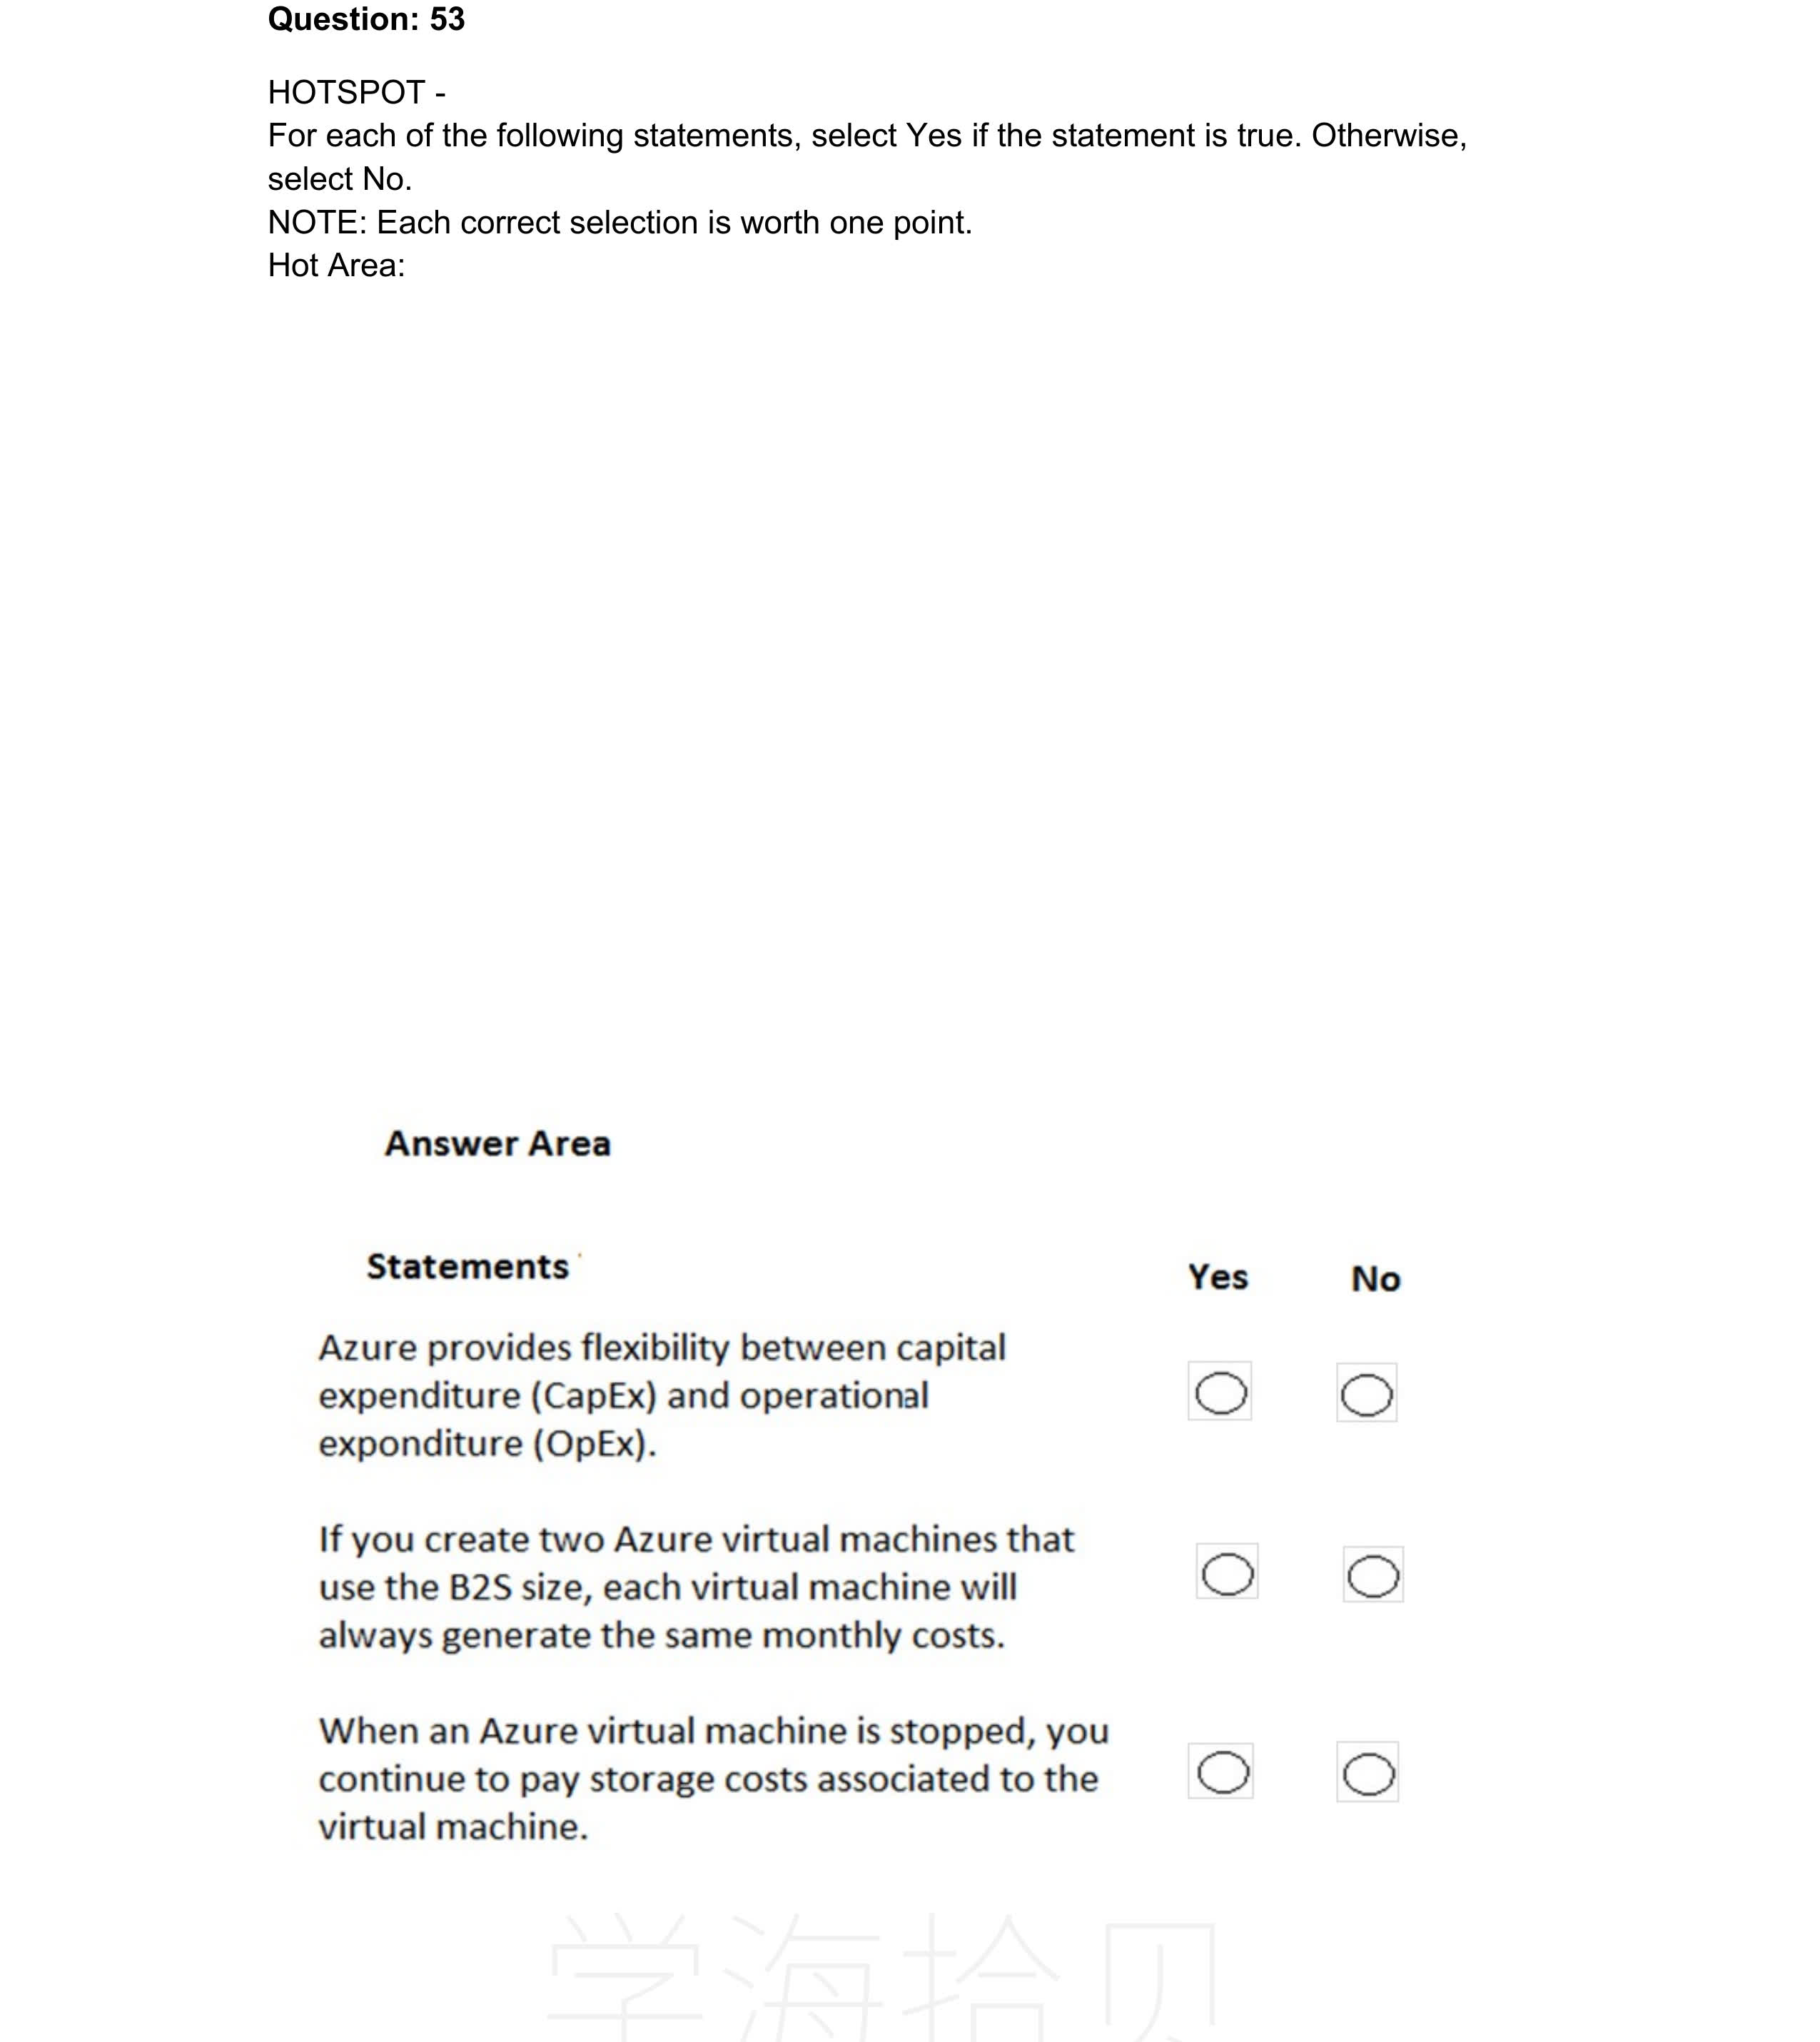 Question: 53
HOTSPOT -
For each of the following statements, select Yes if the statement is true. Otherwise,
select No.
NOTE: Each correct selection is worth one point.
Hot Area:
Answer Area
Statements
Yes No
Azure provides flexibility between capital
expenditure (CapEx) and operational
exponditure (OpEx).
If you create two Azure virtual machines that
use the B2S size, each virtual machine will
always generate the same monthly costs.
When an Azure virtual machine is stopped, you
continue to pay storage costs associated to the
virtual machine.
学海拾贝